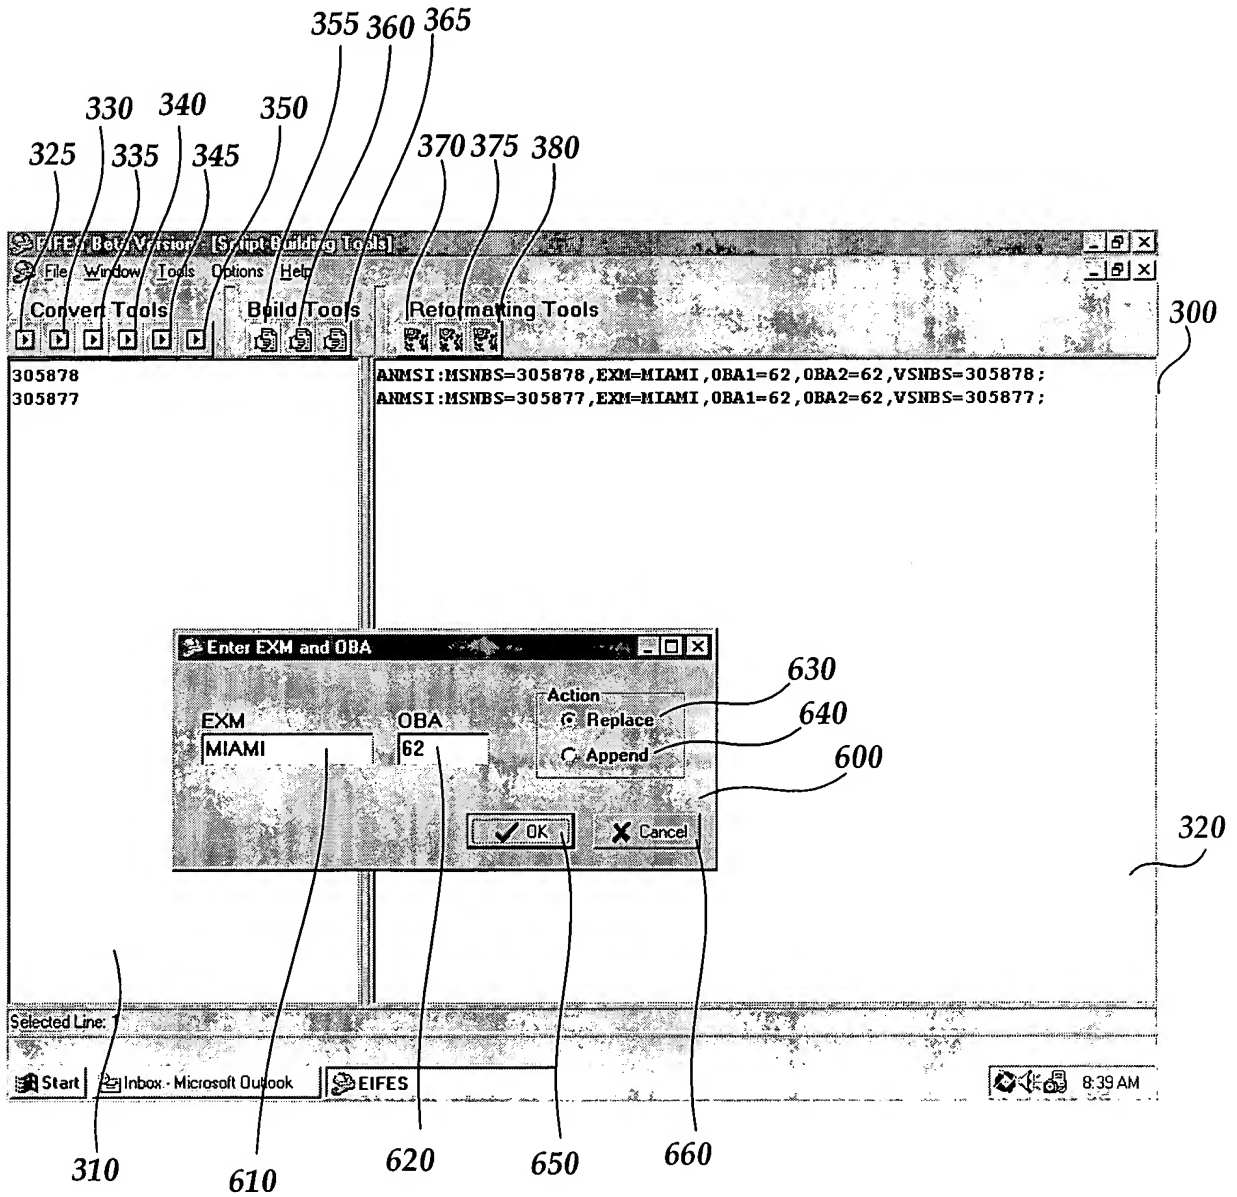 355 360 365
330 340 350
325 335 345 370 375 380
EIFES Beta Version - [Script Building Tools]
File Window Tools Options Help
Convert Tools Build Tools Reformatting Tools
300
305878
305877
ANMSI:MSNBS=305878,EXM=MIAMI,OBA1=62,OBA2=62,VSNBS=305878;
ANMSI:MSNBS=305877,EXM=MIAMI,OBA1=62,OBA2=62,VSNBS=305877;
Enter EXM and OBA
EXM
MIAMI
OBA
62
Action
Replace
Append
630
640
600
OK
Cancel
320
Selected Line: 1
Start
Inbox - Microsoft Outlook
EIFES
8:39 AM
310 610 620 650 660